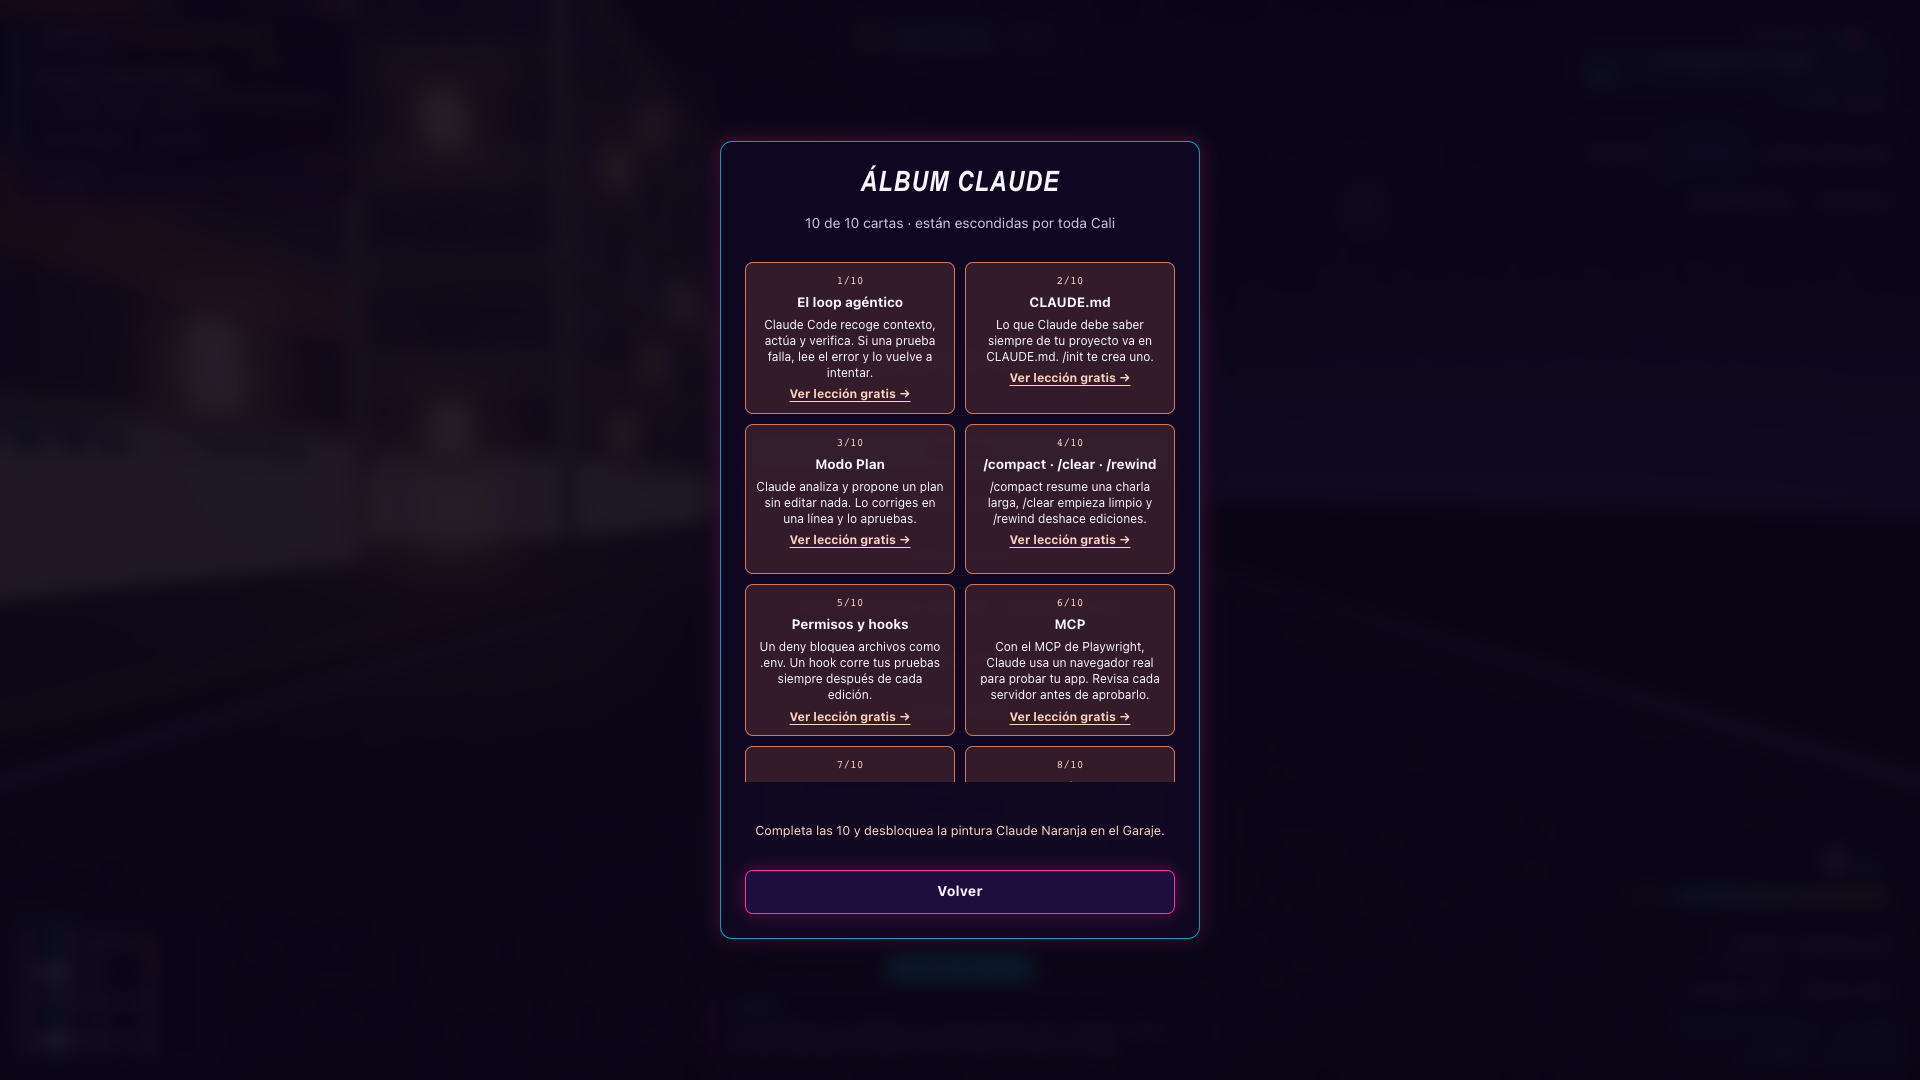 ÁLBUM CLAUDE
10 de 10 cartas · están escondidas por toda Cali
1/10
El loop agéntico
Claude Code recoge contexto,
actúa y verifica. Si una prueba
falla, lee el error y lo vuelve a
intentar.
Ver lección gratis →
2/10
CLAUDE.md
Lo que Claude debe saber
siempre de tu proyecto va en
CLAUDE.md. /init te crea uno.
Ver lección gratis →
3/10
Modo Plan
Claude analiza y propone un plan
sin editar nada. Lo corriges en
una línea y lo apruebas.
Ver lección gratis →
4/10
/compact · /clear · /rewind
/compact resume una charla
larga, /clear empieza limpio y
/rewind deshace ediciones.
Ver lección gratis →
5/10
Permisos y hooks
Un deny bloquea archivos como
.env. Un hook corre tus pruebas
siempre después de cada
edición.
Ver lección gratis →
6/10
MCP
Con el MCP de Playwright,
Claude usa un navegador real
para probar tu app. Revisa cada
servidor antes de aprobarlo.
Ver lección gratis →
7/10
8/10
Completa las 10 y desbloquea la pintura Claude Naranja en el Garaje.
Volver